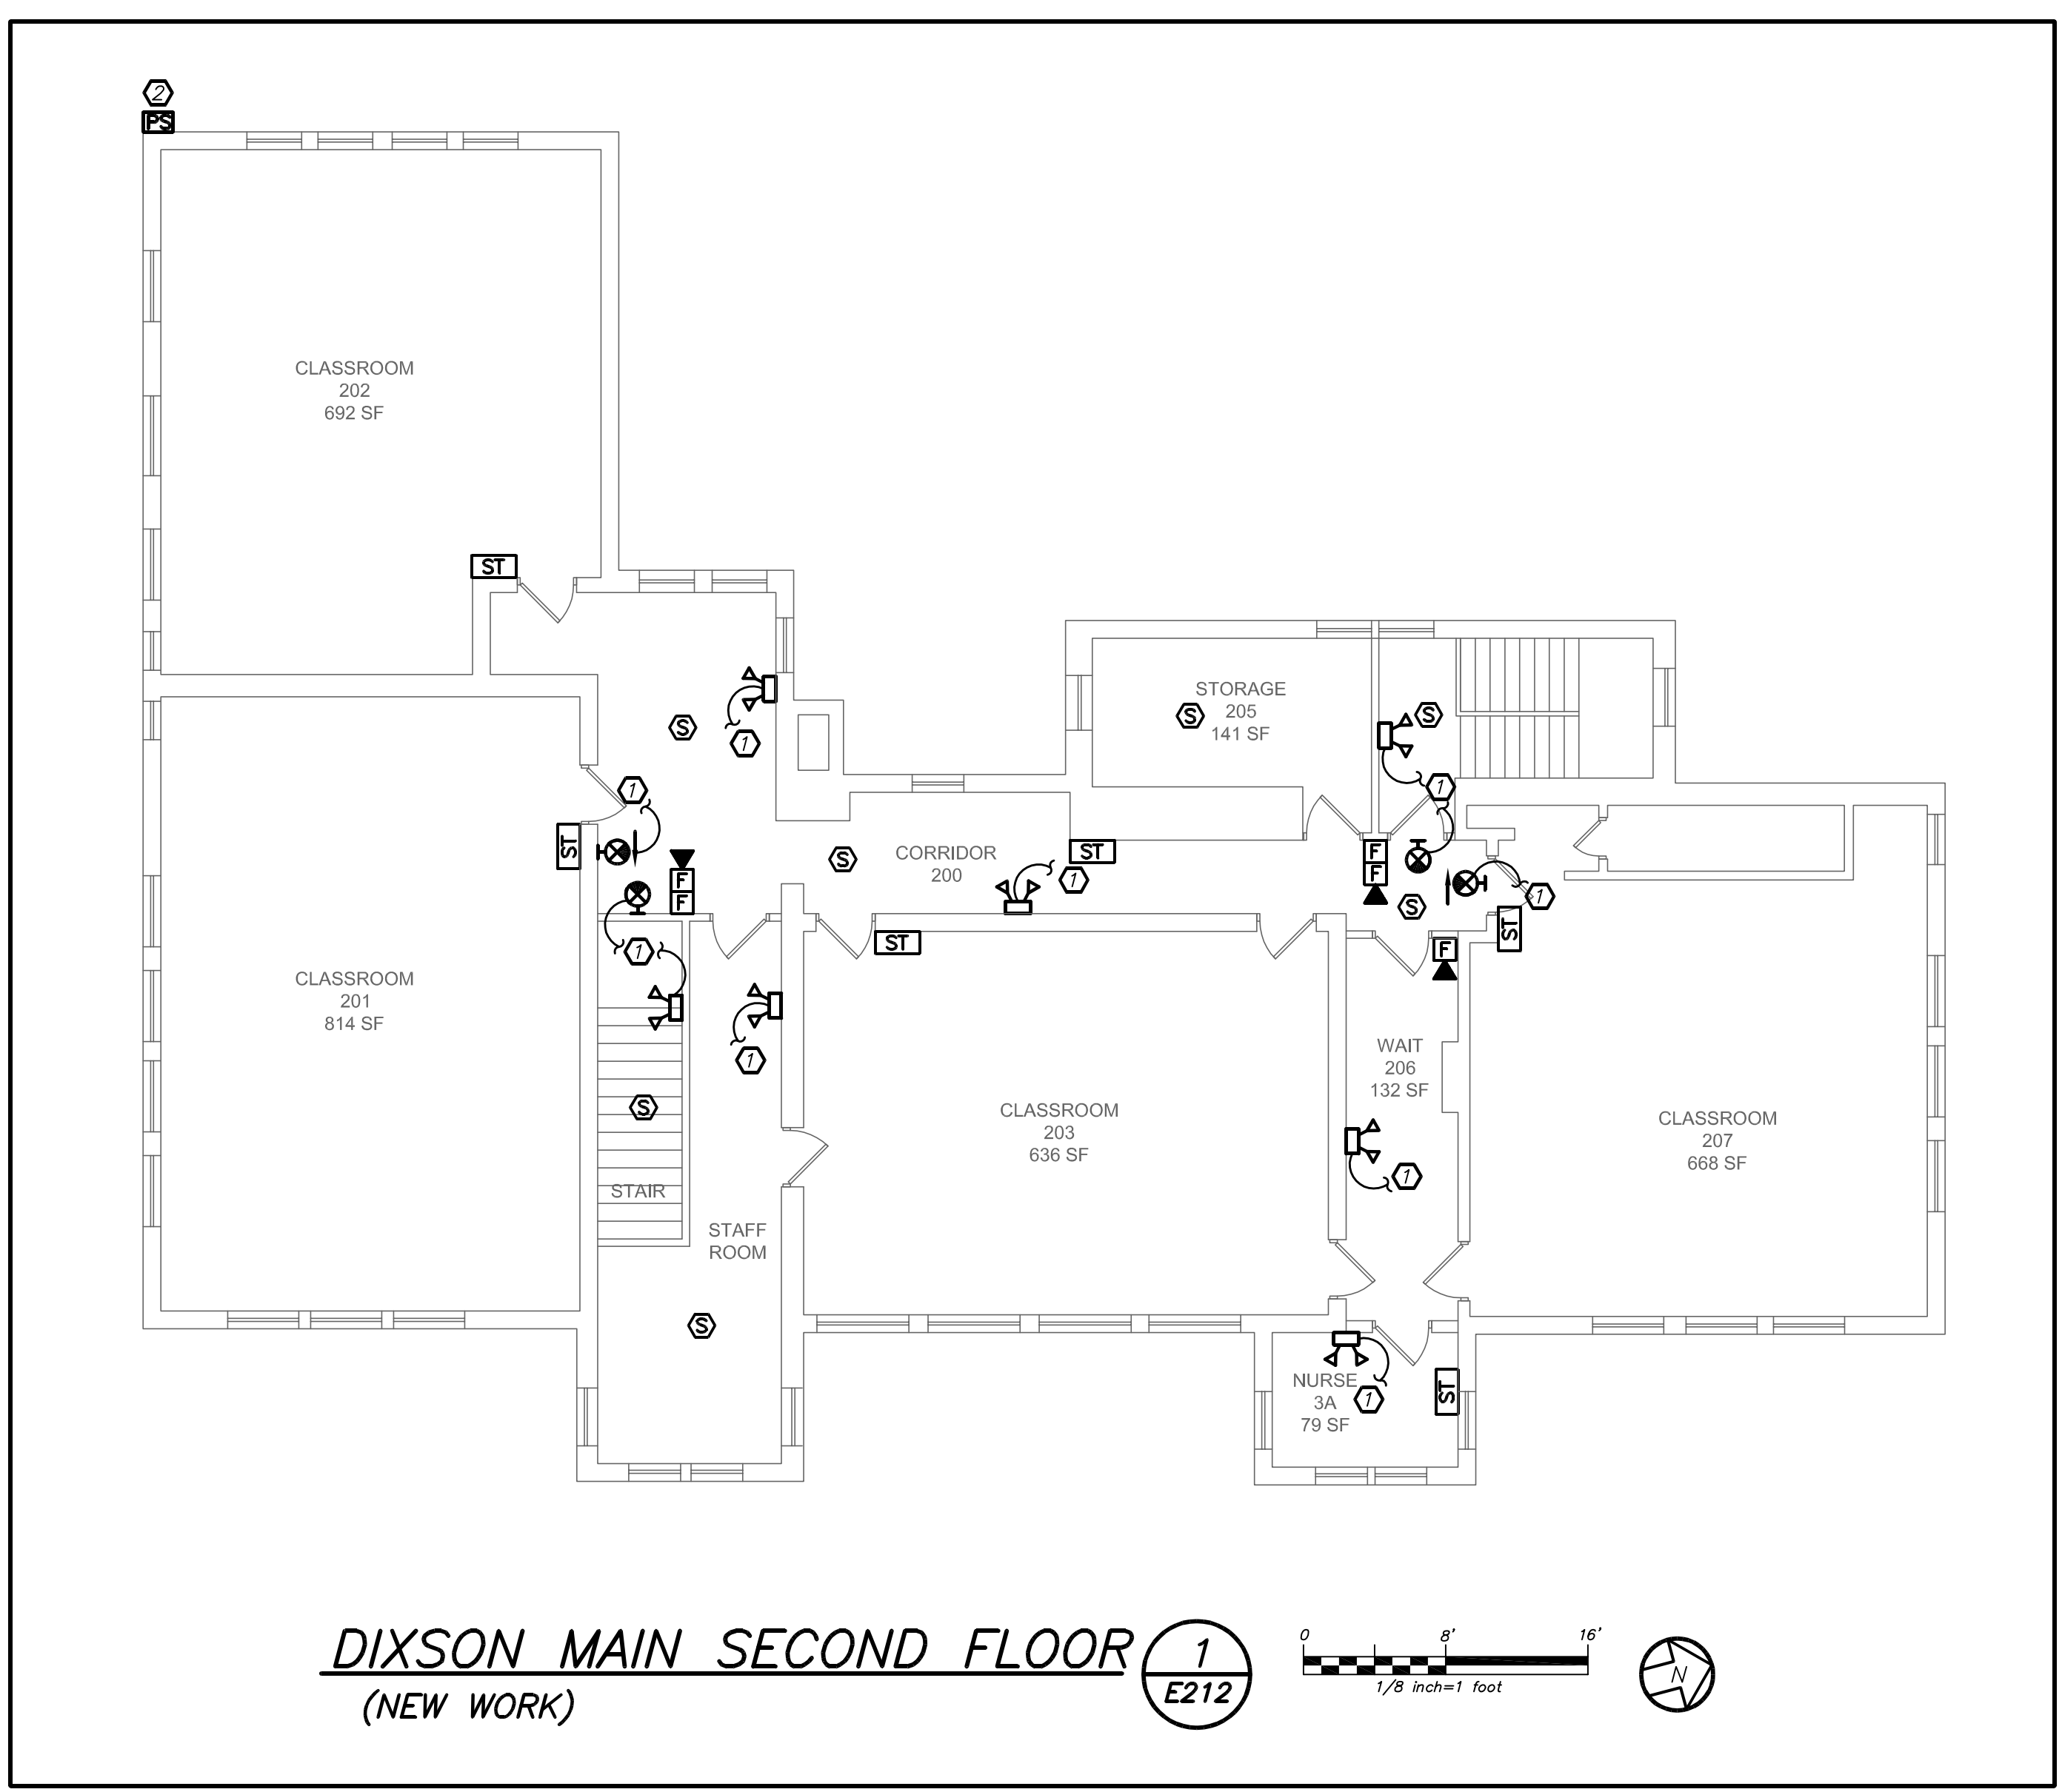 2
PS
CLASSROOM
202
692 SF
ST
S
1
1
ST
F
F
1
S
CORRIDOR
200
ST
1
ST
STORAGE
205
141 SF
S
S
1
F
F
S
1
ST
F
CLASSROOM
201
814 SF
1
S
STAIR
STAFF
ROOM
S
CLASSROOM
203
636 SF
WAIT
206
132 SF
1
CLASSROOM
207
668 SF
NURSE
3A
79 SF
1
ST
DIXSON MAIN SECOND FLOOR
(NEW WORK)
1
E212
0 8' 16'
1/8 inch=1 foot
N